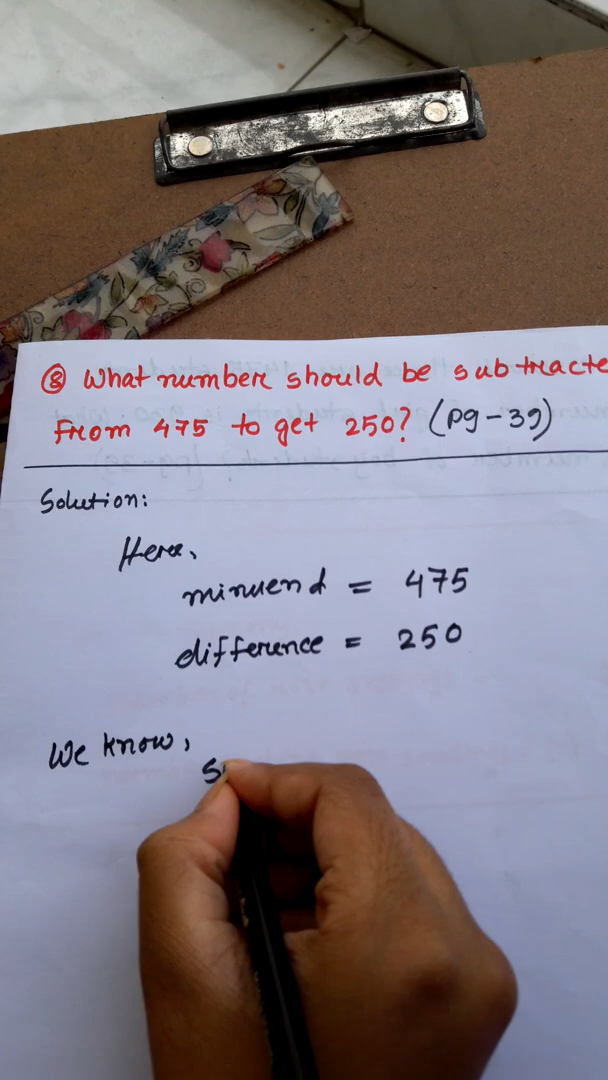 ⑧ What number should be subtracte
From 475 to get 250? (pg-39)
Solution:
Here,
minuend = 475
difference = 250
We know,